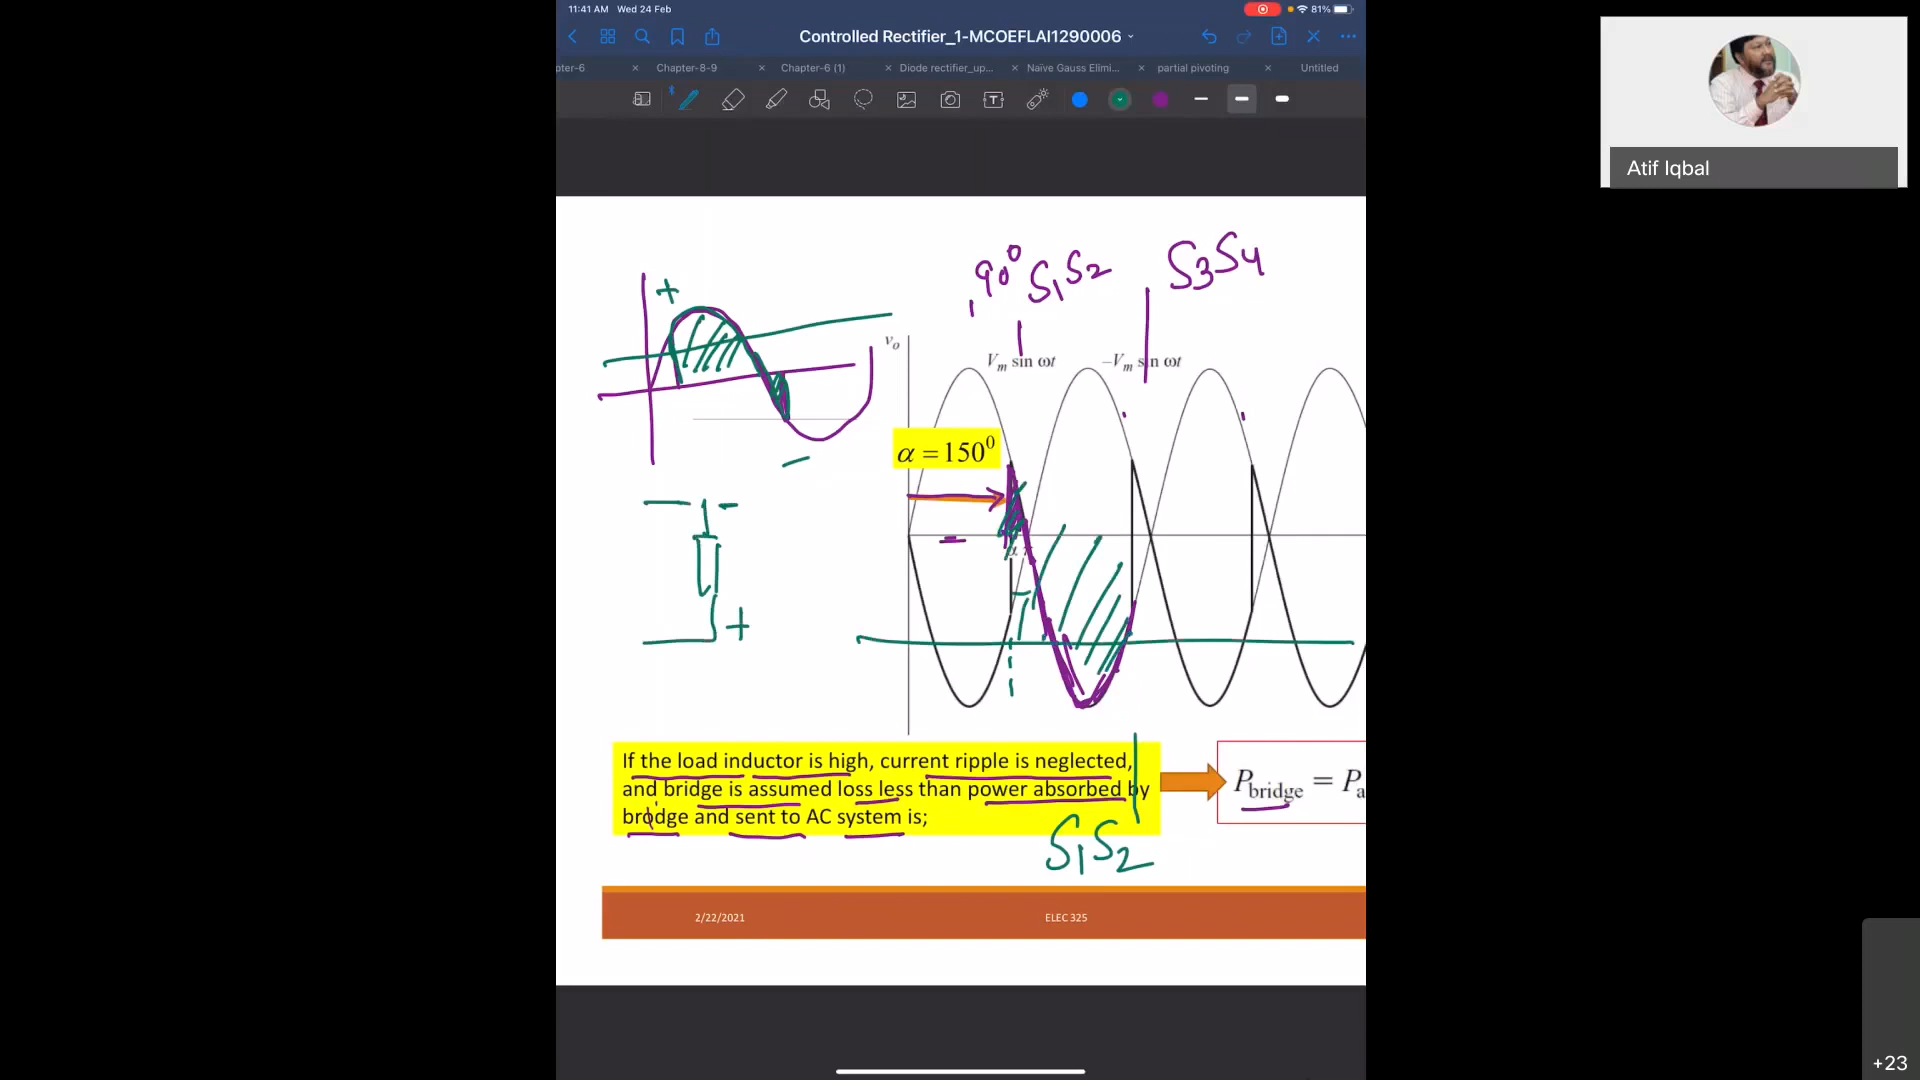 11:41 AM Wed 24 Feb
81%
Controlled Rectifier_1-MCOEFLAI1290006
pter-6
Chapter-8-9
Chapter-6 (1)
Diode rectifier_up...
Naïve Gauss Elimi...
partial pivoting
Untitled
Atif Iqbal
+
90° S1S2
S3S4
vo
Vm sin ωt
−Vm sin ωt
α = 150⁰
α π
-
+
If the load inductor is high, current ripple is neglected,
and bridge is assumed loss less than power absorbed by
bridge and sent to AC system is;
Pbridge = Pa
S1S2
2/22/2021
ELEC 325
+23